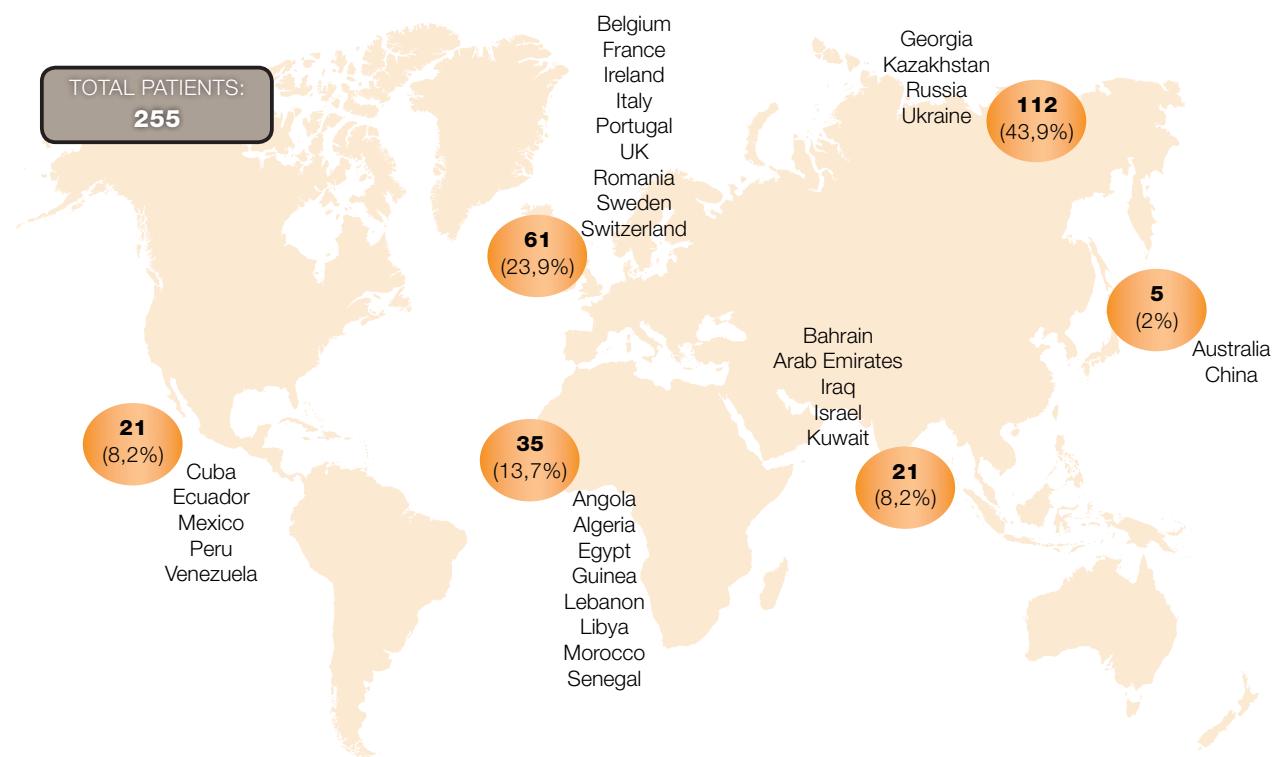 TOTAL PATIENTS:
255
Belgium
France
Ireland
Italy
Portugal
UK
Romania
Sweden
Switzerland
61
(23,9%)
Georgia
Kazakhstan
Russia
Ukraine
112
(43,9%)
5
(2%)
Australia
China
Bahrain
Arab Emirates
Iraq
Israel
Kuwait
21
(8,2%)
21
(8,2%)
Cuba
Ecuador
Mexico
Peru
Venezuela
35
(13,7%)
Angola
Algeria
Egypt
Guinea
Lebanon
Libya
Morocco
Senegal